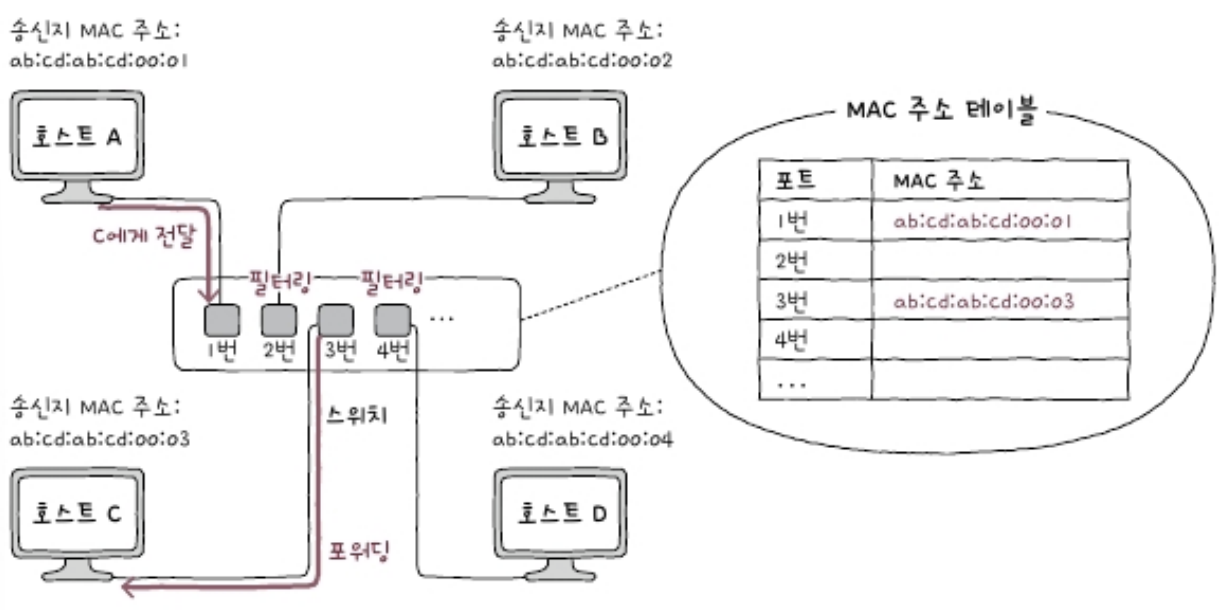 송신지 MAC 주소:
ab:cd:ab:cd:00:01
호스트 A
송신지 MAC 주소:
ab:cd:ab:cd:00:02
호스트 B
C에게 전달
필터링
필터링
1번
2번
3번
4번
...
스위치
송신지 MAC 주소:
ab:cd:ab:cd:00:03
호스트 C
포워딩
송신지 MAC 주소:
ab:cd:ab:cd:00:04
호스트 D
MAC 주소 테이블
포트 MAC 주소
1번 ab:cd:ab:cd:00:01
2번
3번 ab:cd:ab:cd:00:03
4번
...